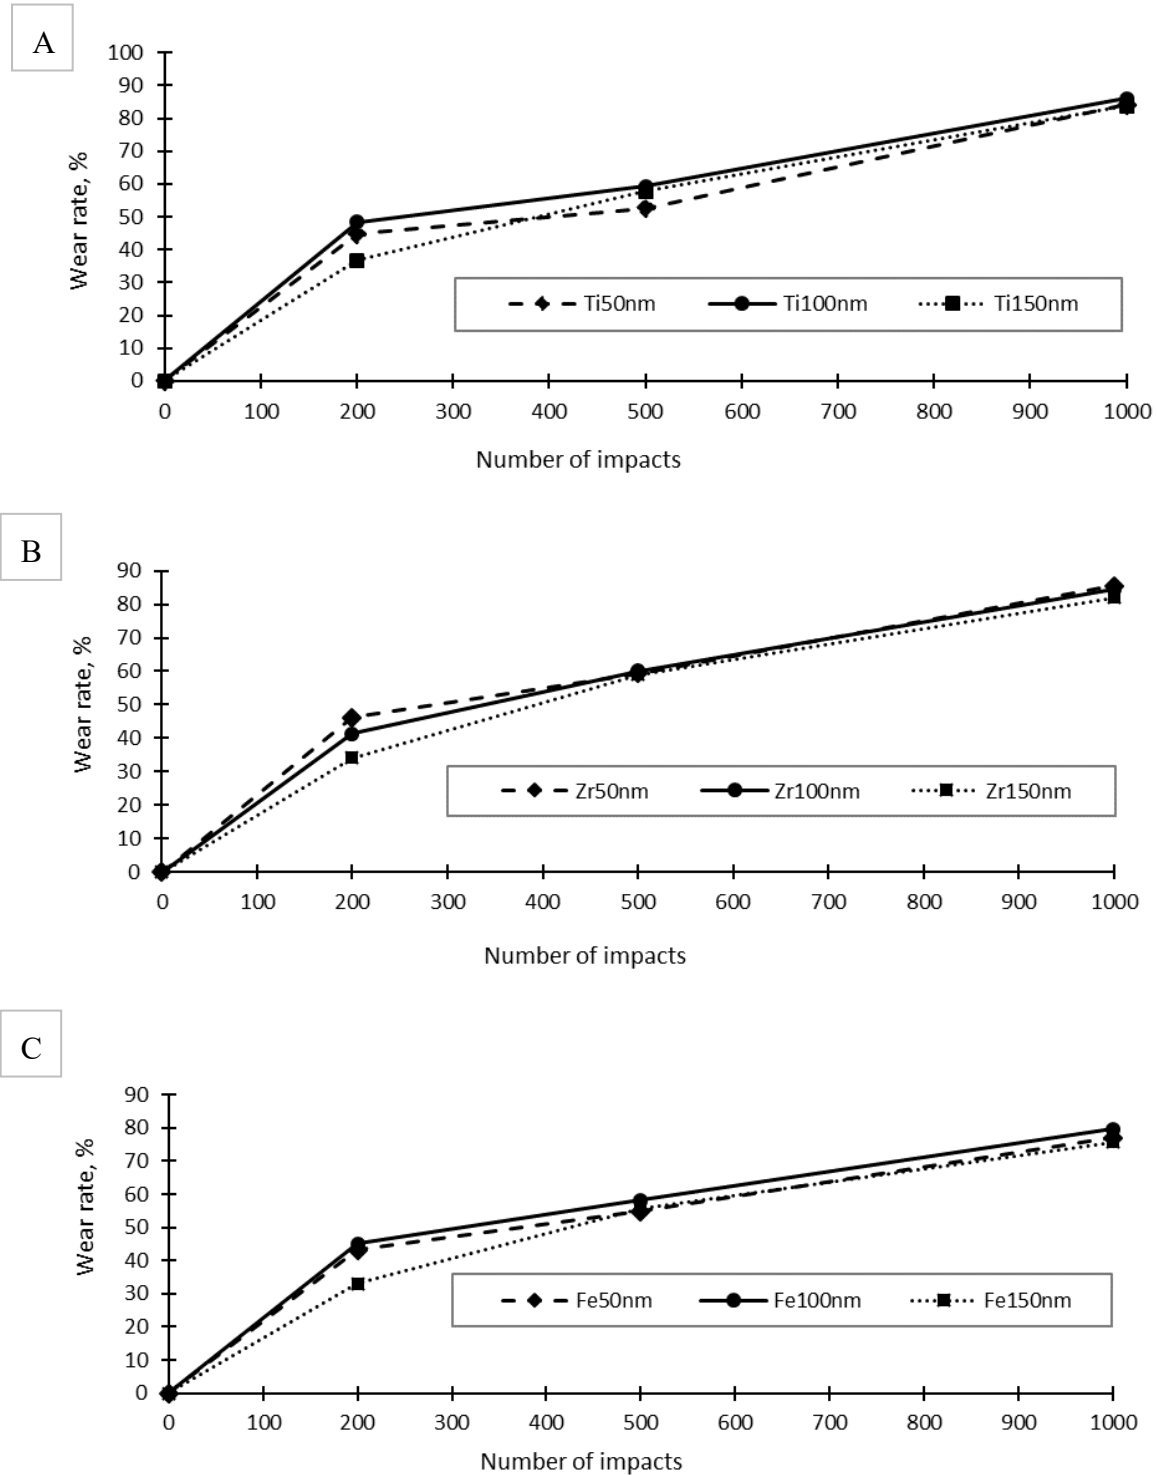 A
100
90
80
70
60
50
40
30
20
10
0
Wear rate, %
Ti50nm Ti100nm Ti150nm
0 100 200 300 400 500 600 700 800 900 1000
Number of impacts
B
90
80
70
60
50
40
30
20
10
0
Wear rate, %
Zr50nm Zr100nm Zr150nm
0 100 200 300 400 500 600 700 800 900 1000
Number of impacts
C
90
80
70
60
50
40
30
20
10
0
Wear rate, %
Fe50nm Fe100nm Fe150nm
0 100 200 300 400 500 600 700 800 900 1000
Number of impacts